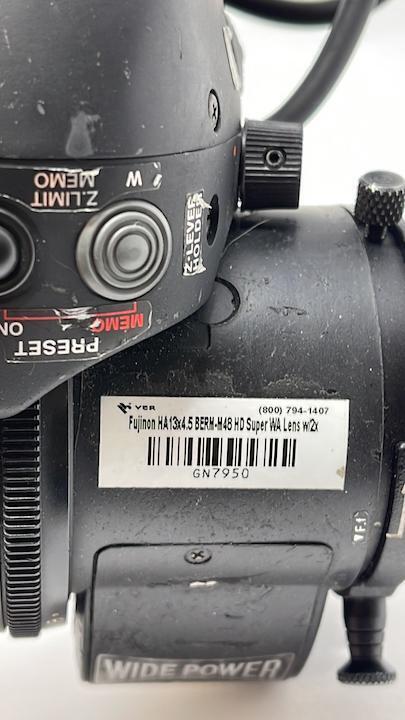 W
Z.LIMIT
MEMO
Z-LEVER
HOLDER
MEMO
PRESET
ON
VER
(800) 794-1407
Fujinon HA13x4.5 BERM-M48 HD Super WA Lens w/2x
GN7950
F.f
WIDE POWER